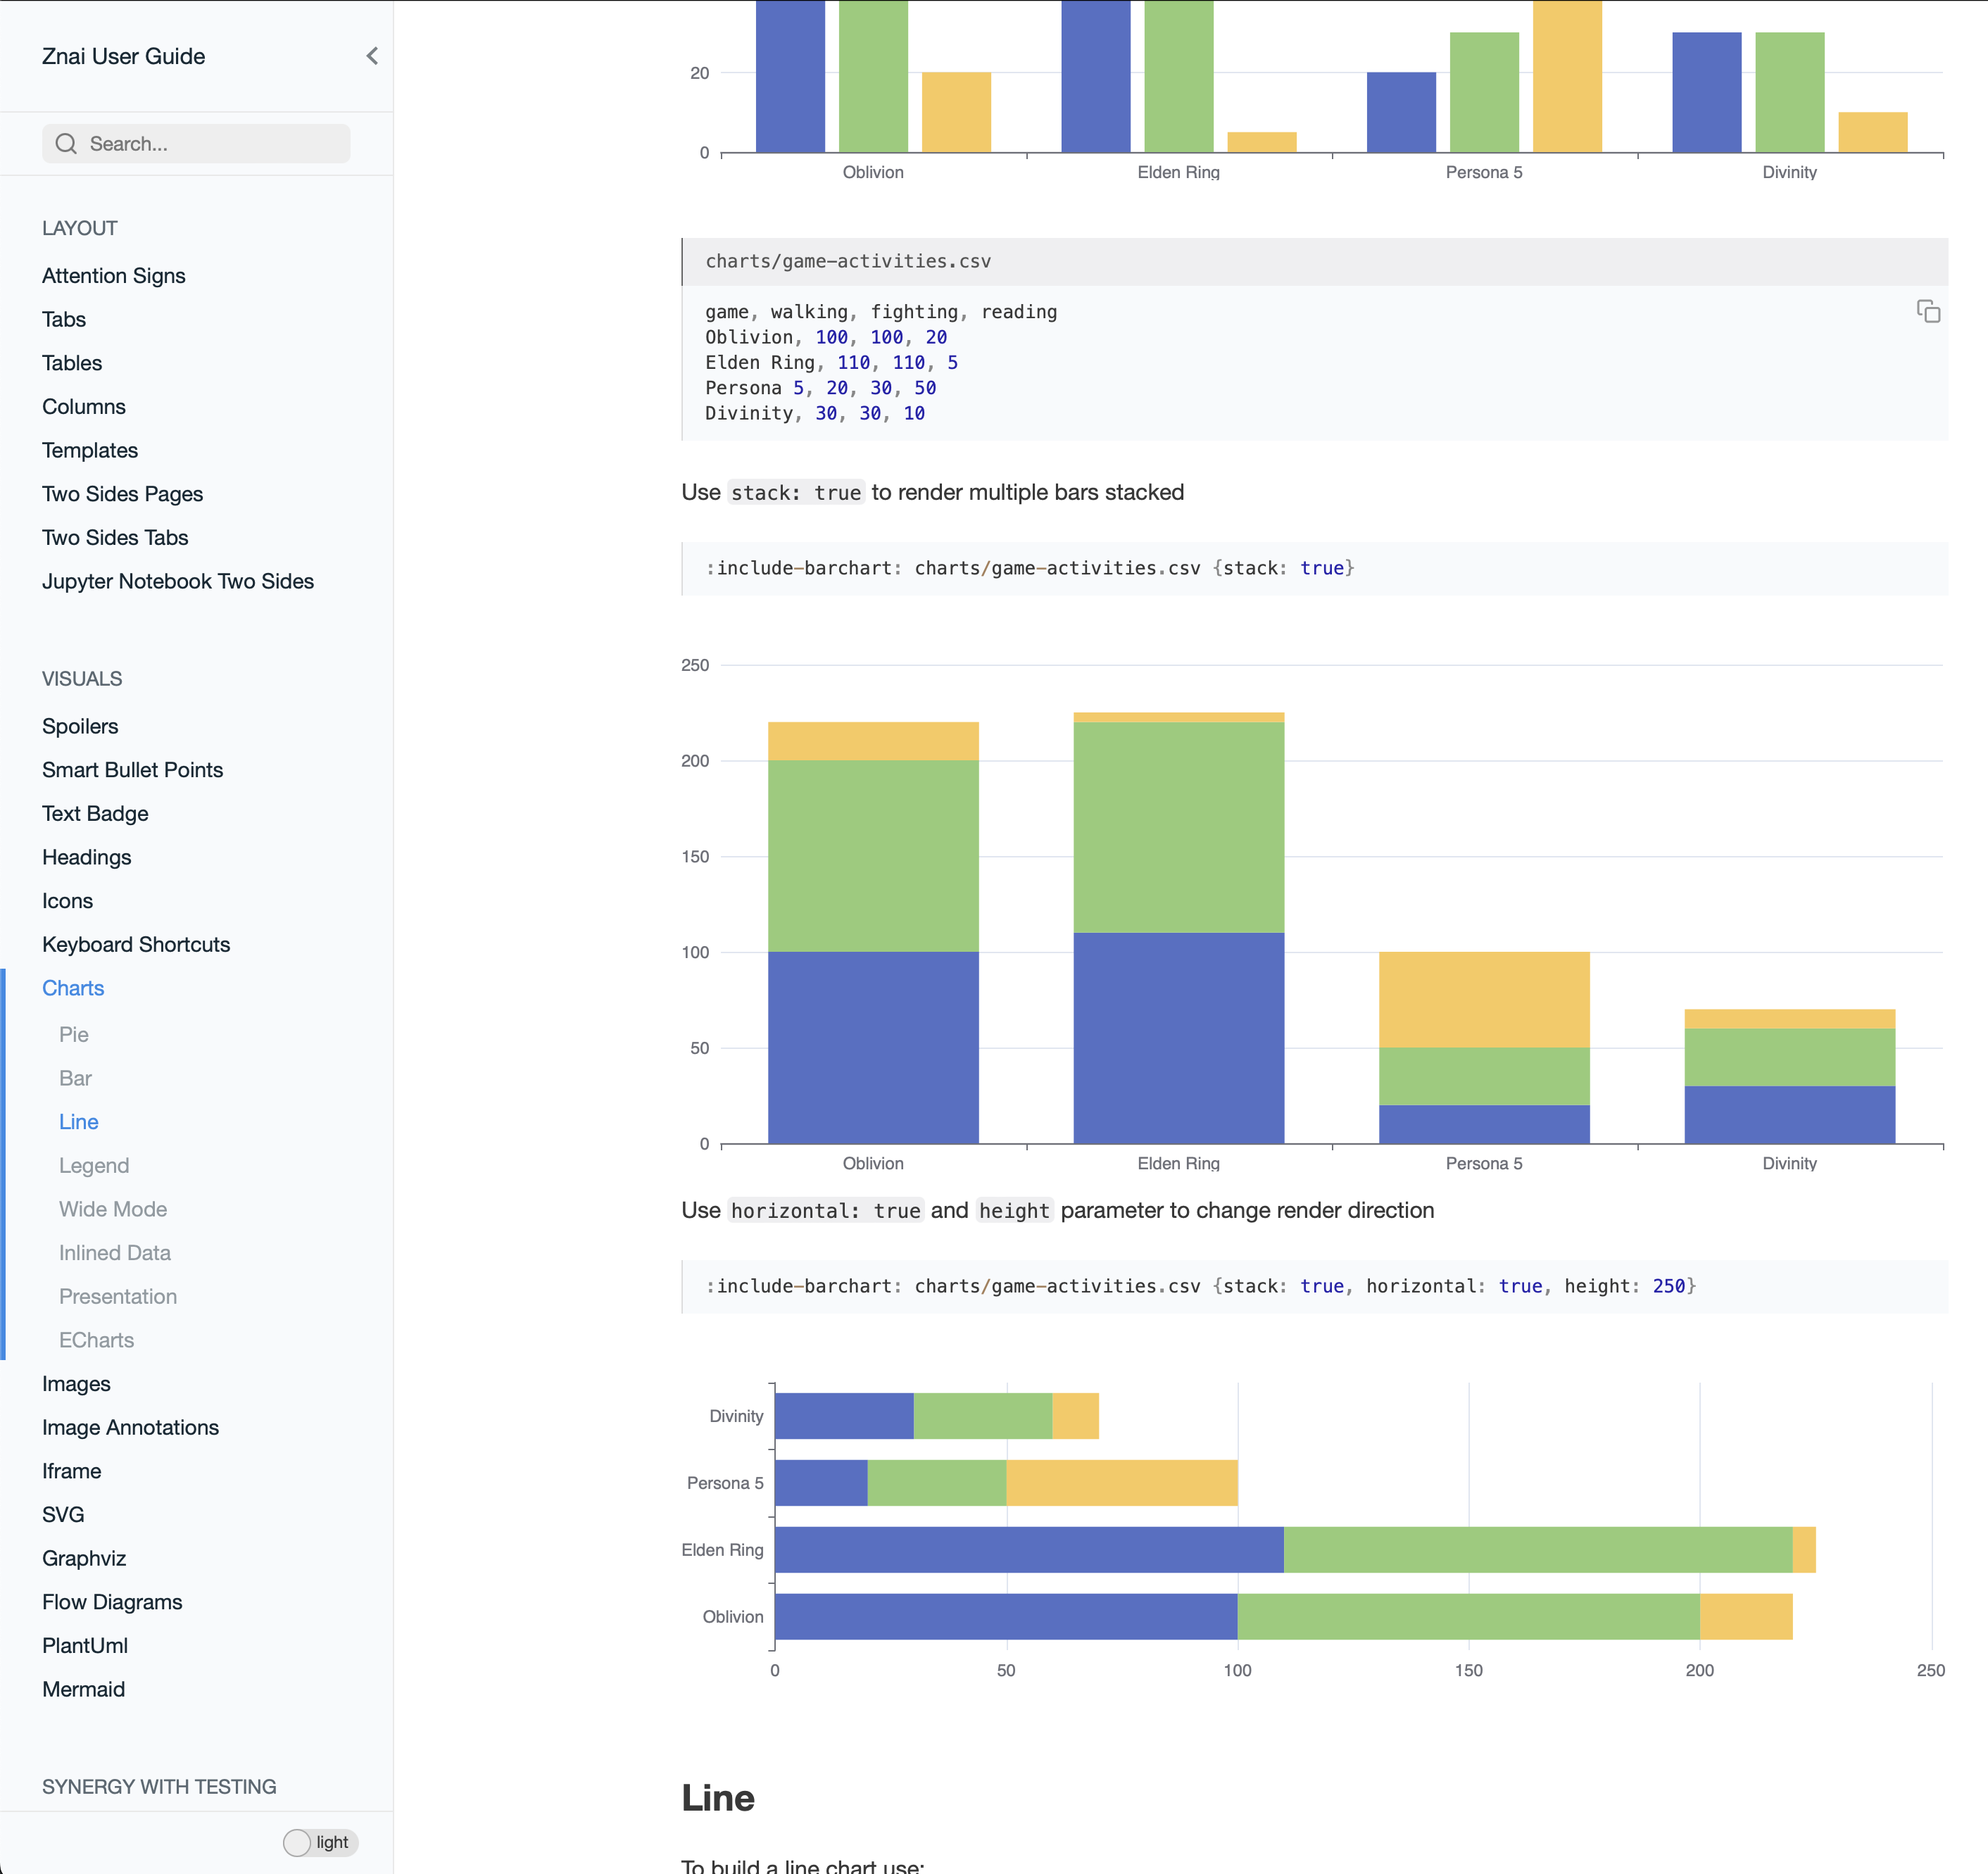 Znai User Guide
Search...
LAYOUT
Attention Signs
Tabs
Tables
Columns
Templates
Two Sides Pages
Two Sides Tabs
Jupyter Notebook Two Sides
VISUALS
Spoilers
Smart Bullet Points
Text Badge
Headings
Icons
Keyboard Shortcuts
Charts
Pie
Bar
Line
Legend
Wide Mode
Inlined Data
Presentation
ECharts
Images
Image Annotations
Iframe
SVG
Graphviz
Flow Diagrams
PlantUml
Mermaid
SYNERGY WITH TESTING
light
20
0
Oblivion Elden Ring Persona 5 Divinity
charts/game-activities.csv
game, walking, fighting, reading
Oblivion, 100, 100, 20
Elden Ring, 110, 110, 5
Persona 5, 20, 30, 50
Divinity, 30, 30, 10
Use stack: true to render multiple bars stacked
:include-barchart: charts/game-activities.csv {stack: true}
250
200
150
100
50
0
Oblivion Elden Ring Persona 5 Divinity
Use horizontal: true and height parameter to change render direction
:include-barchart: charts/game-activities.csv {stack: true, horizontal: true, height: 250}
Divinity
Persona 5
Elden Ring
Oblivion
0 50 100 150 200 250
Line
To build a line chart use: